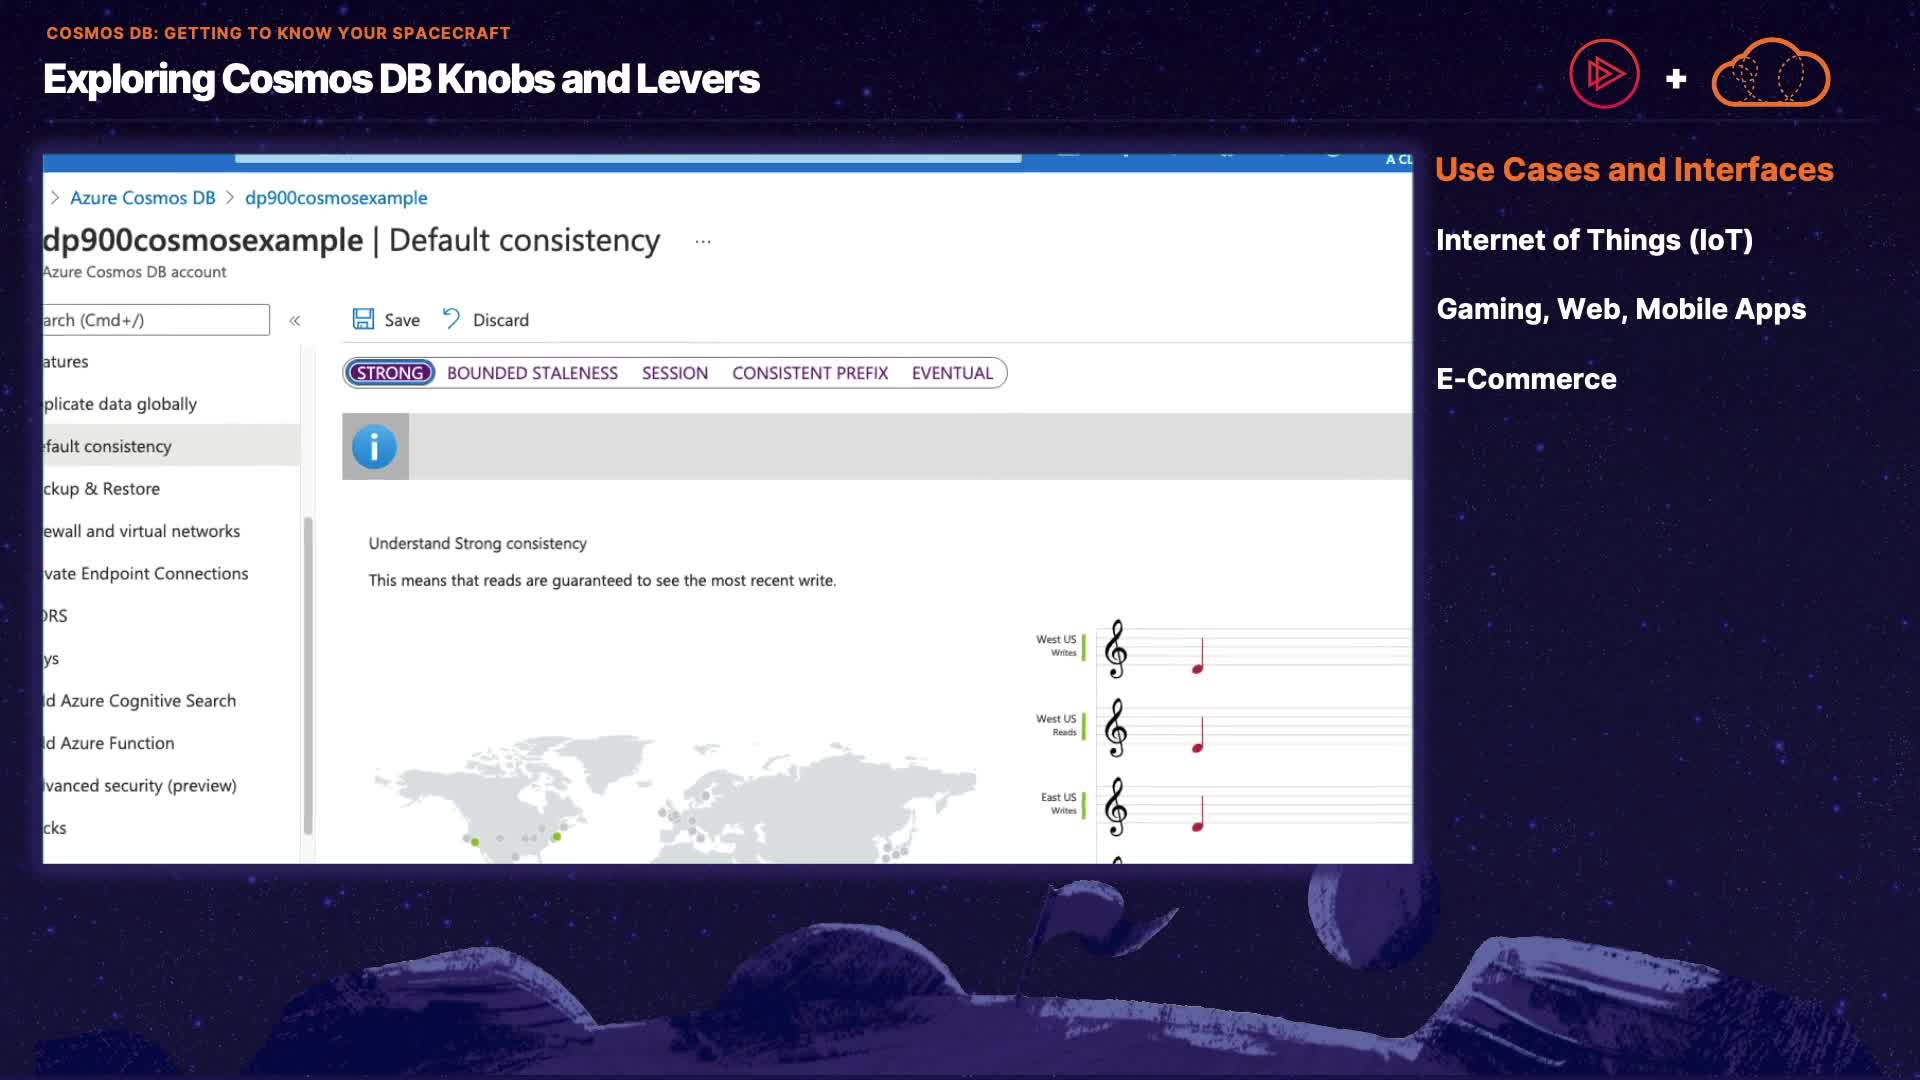 COSMOS DB: GETTING TO KNOW YOUR SPACECRAFT
Exploring Cosmos DB Knobs and Levers
+
A CL
Azure Cosmos DB > dp900cosmosexample
dp900cosmosexample | Default consistency ...
Azure Cosmos DB account
arch (Cmd+/) «
Save Discard
atures
plicate data globally
efault consistency
ckup & Restore
ewall and virtual networks
vate Endpoint Connections
ORS
ys
ld Azure Cognitive Search
ld Azure Function
vanced security (preview)
cks
STRONG BOUNDED STALENESS SESSION CONSISTENT PREFIX EVENTUAL
Understand Strong consistency
This means that reads are guaranteed to see the most recent write.
West US
Writes
West US
Reads
East US
Writes
Use Cases and Interfaces
Internet of Things (IoT)
Gaming, Web, Mobile Apps
E-Commerce